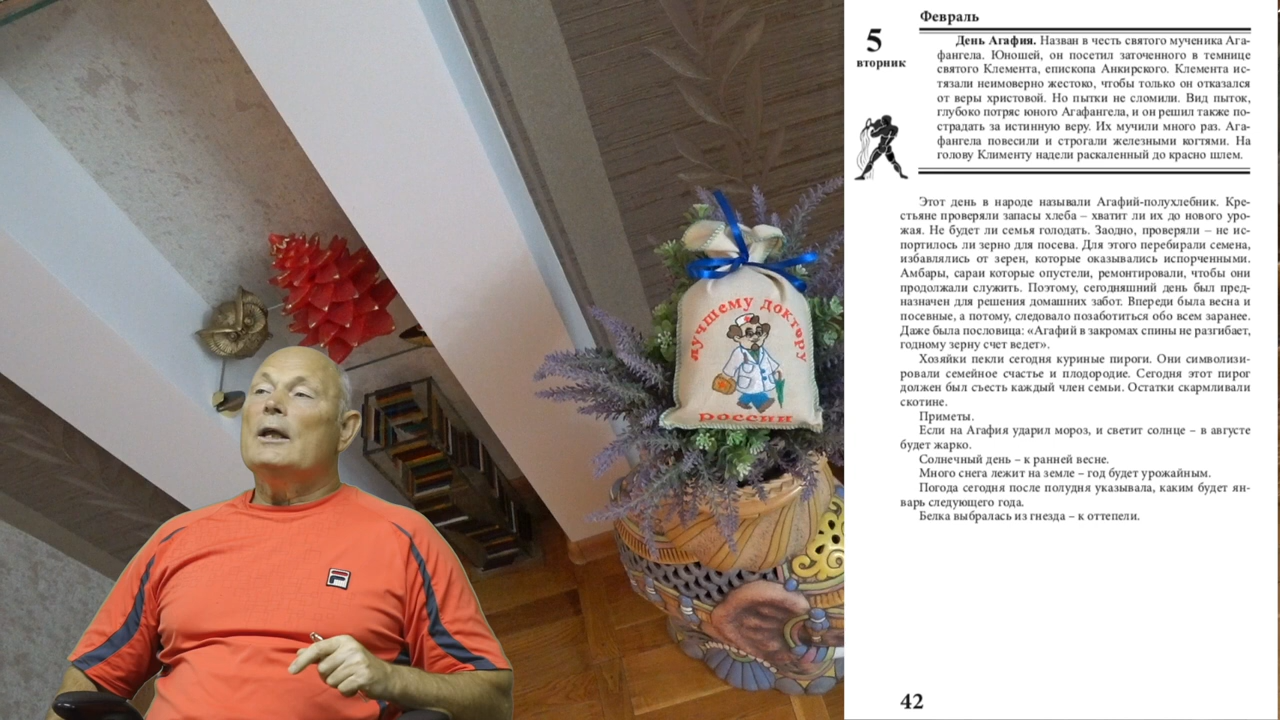 лучшему доктору
россии
Февраль
5
вторник
День Агафия. Назван в честь святого мученика Ага-
фангела. Юношей, он посетил заточенного в темнице
святого Клемента, епископа Анкирского. Клемента ис-
тязали неимоверно жестоко, чтобы только он отказался
от веры христовой. Но пытки не сломили. Вид пыток,
глубоко потряс юного Агафангела, и он решил также по-
страдать за истинную веру. Их мучили много раз. Ага-
фангела повесили и строгали железными когтями. На
голову Клименту надели раскаленный до красно шлем.
Этот день в народе называли Агафий-полухлебник. Кре-
стьяне проверяли запасы хлеба – хватит ли их до нового уро-
жая. Не будет ли семья голодать. Заодно, проверяли – не ис-
портилось ли зерно для посева. Для этого перебирали семена,
избавлялись от зерен, которые оказывались испорченными.
Амбары, сараи которые опустели, ремонтировали, чтобы они
продолжали служить. Поэтому, сегодняшний день был пред-
назначен для решения домашних забот. Впереди была весна и
посевные, а потому, следовало позаботиться обо всем заранее.
Даже была пословица: «Агафий в закромах спины не разгибает,
годному зерну счет ведет».
Хозяйки пекли сегодня куриные пироги. Они символизи-
ровали семейное счастье и плодородие. Сегодня этот пирог
должен был съесть каждый член семьи. Остатки скармливали
скотине.
Приметы.
Если на Агафия ударил мороз, и светит солнце – в августе
будет жарко.
Солнечный день – к ранней весне.
Много снега лежит на земле – год будет урожайным.
Погода сегодня после полудня указывала, каким будет ян-
варь следующего года.
Белка выбралась из гнезда – к оттепели.
42